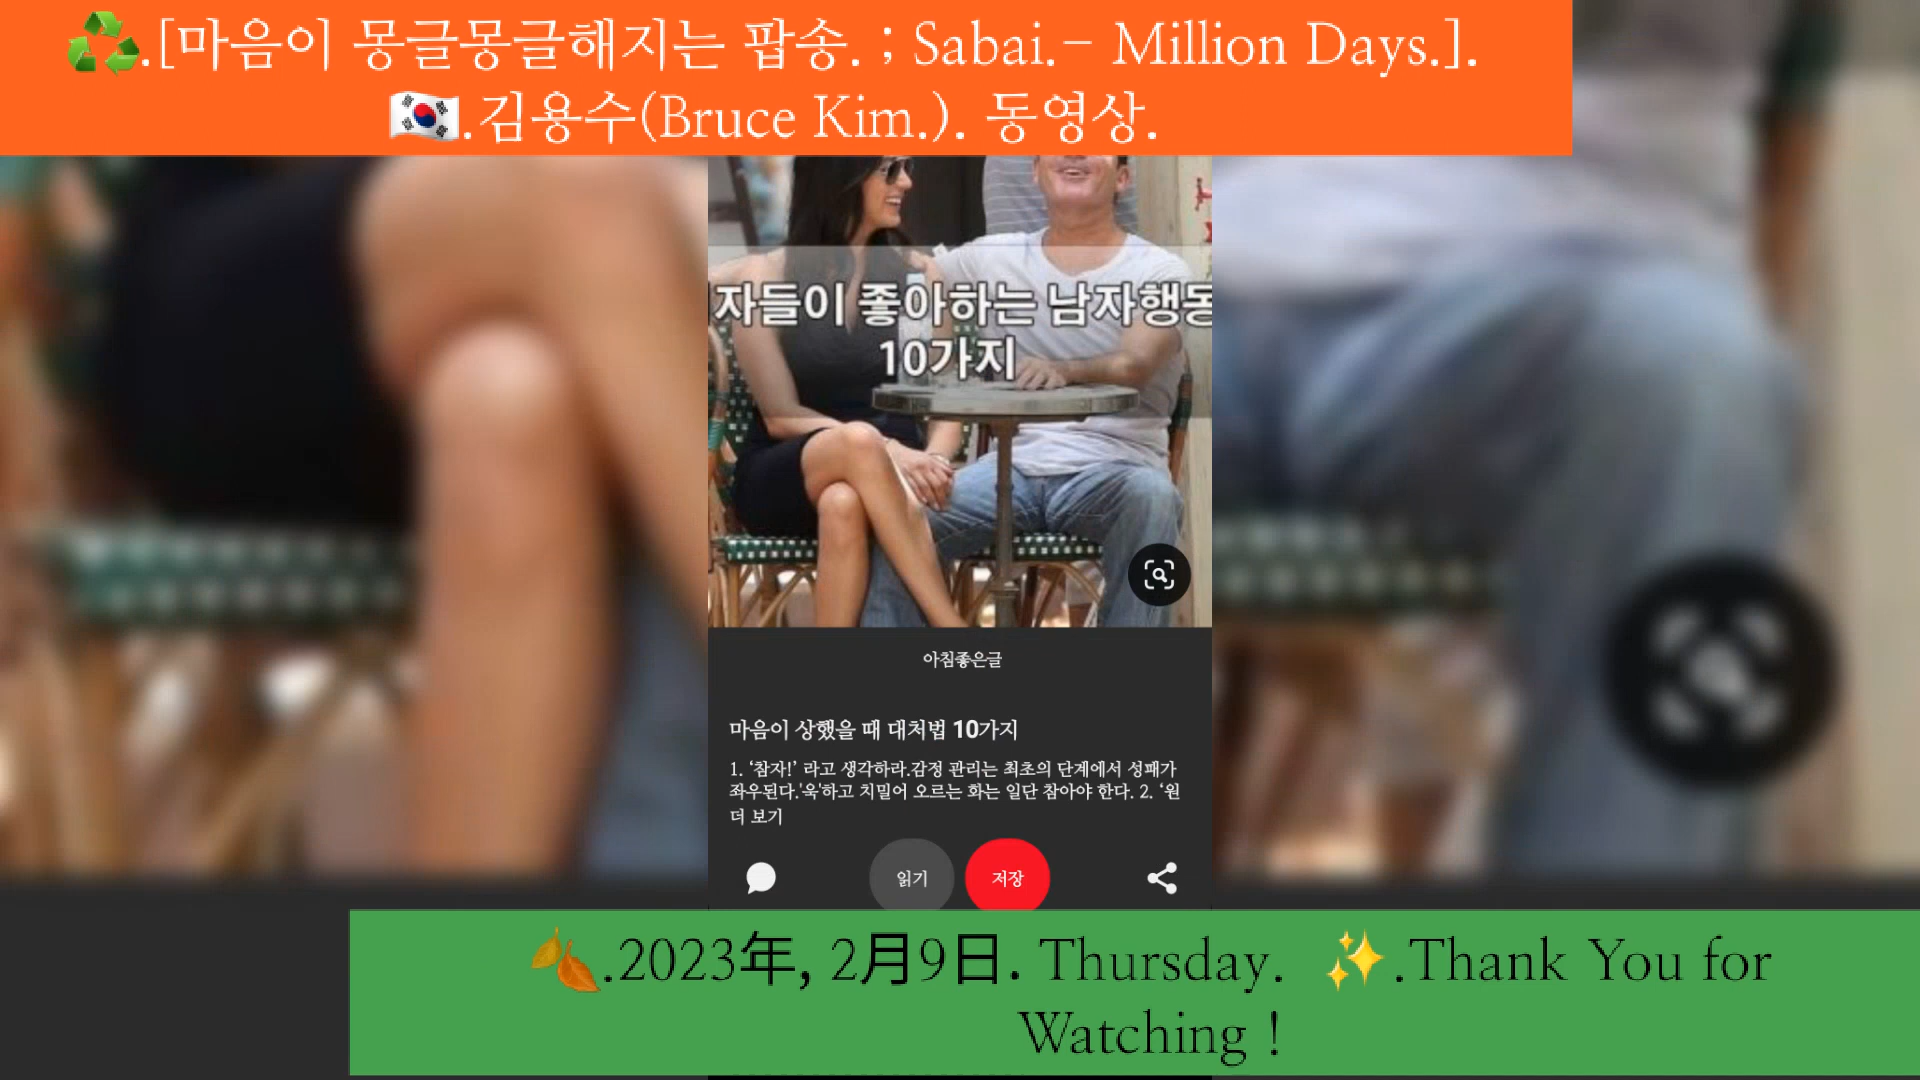 ♻️.[마음이 몽글몽글해지는 팝송. ; Sabai.- Million Days.].
🇰🇷.김용수(Bruce Kim.). 동영상.
자들이 좋아하는 남자행동
10가지
아침좋은글
마음이 상했을 때 대처법 10가지
1. ‘참자!’ 라고 생각하라.감정 관리는 최초의 단계에서 성패가
좌우된다.'욱'하고 치밀어 오르는 화는 일단 참아야 한다. 2. ‘원
더 보기
읽기 저장
🍂.2023年, 2月9日. Thursday. ✨.Thank You for
Watching !